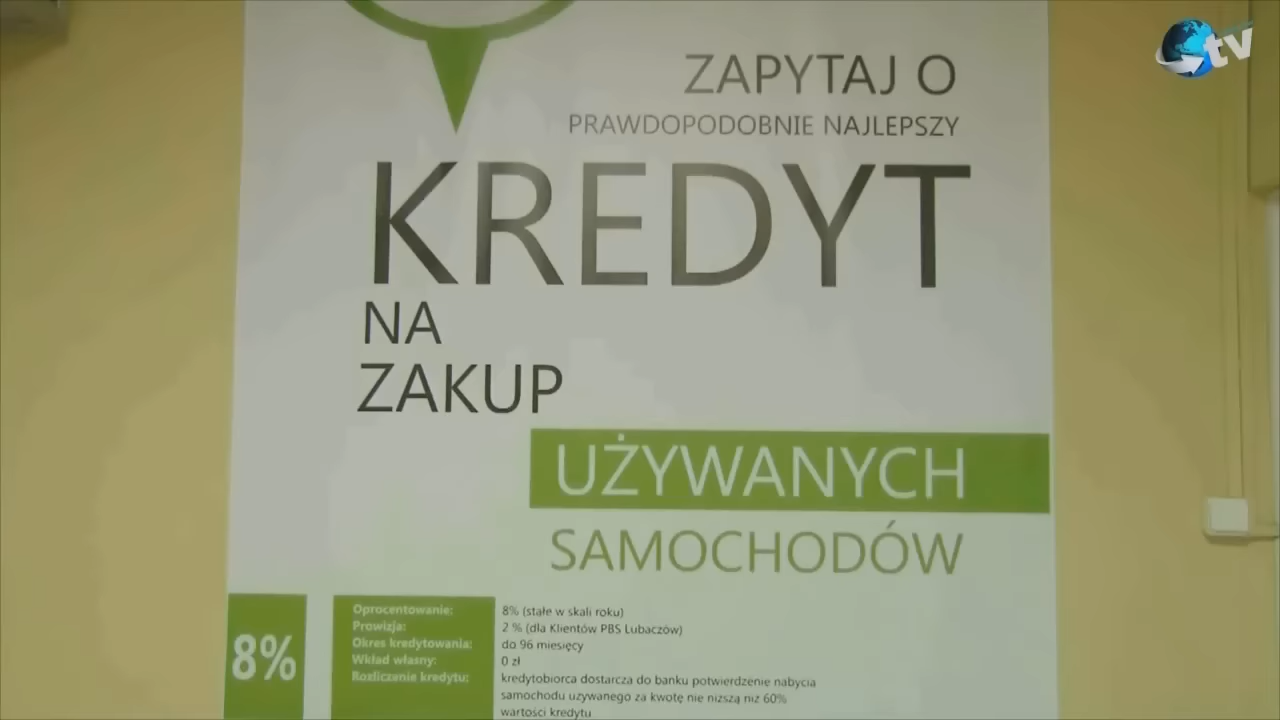 tv
ZAPYTAJ O
PRAWDOPODOBNIE NAJLEPSZY
KREDYT
NA
ZAKUP
UŻYWANYCH
SAMOCHODÓW
8%
Oprocentowanie: 8% (stałe w skali roku)
Prowizja: 2 % (dla Klientów PBS Lubaczów)
Okres kredytowania: do 96 miesięcy
Wkład własny: 0 zł
Rozliczenie kredytu: kredytobiorca dostarcza do banku potwierdzenie nabycia
samochodu używanego za kwotę nie niższą niż 60%
wartości kredytu